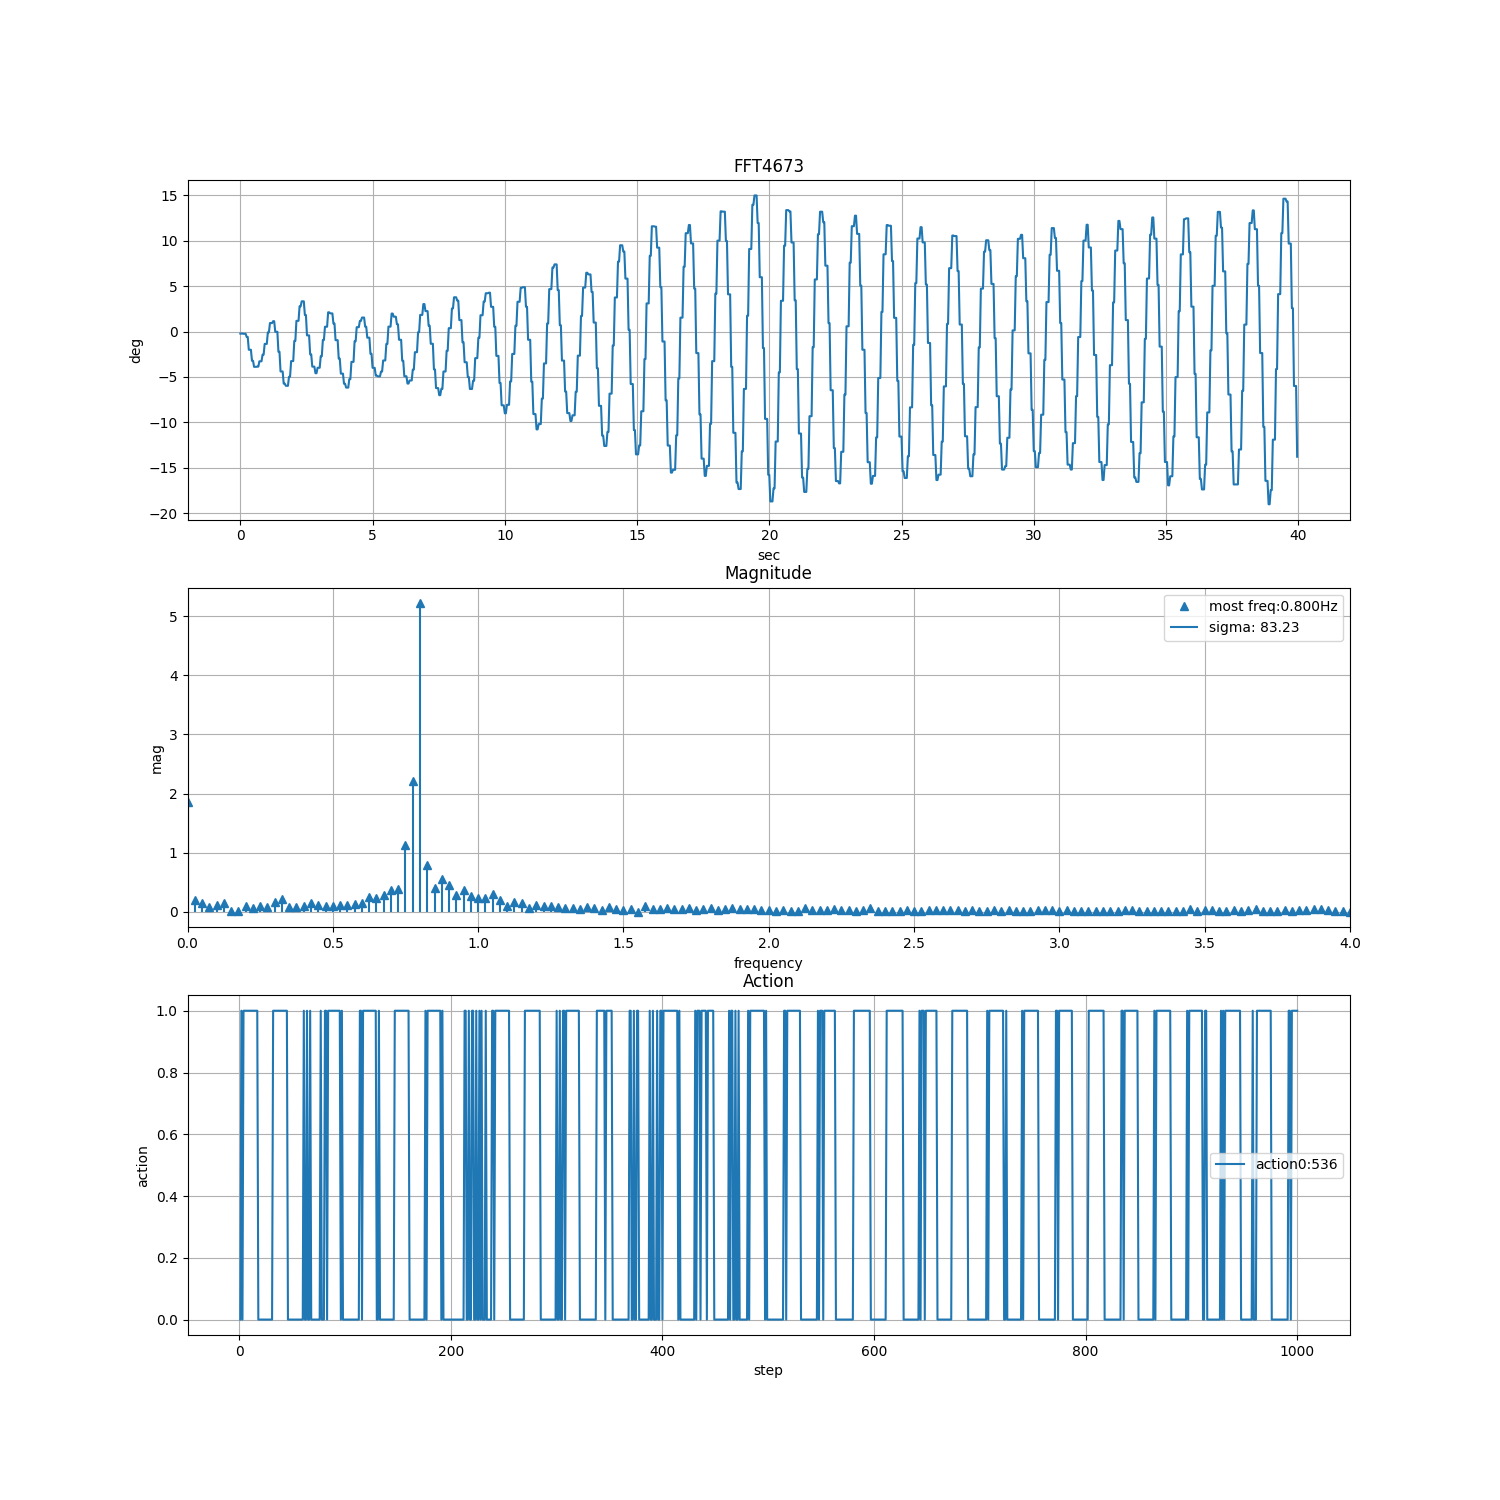 FFT4673
15
10
5
0
−5
−10
−15
−20
deg
0 5 10 15 20 25 30 35 40
sec
Magnitude
most freq:0.800Hz
sigma: 83.23
5
4
3
2
1
0
mag
0.0 0.5 1.0 1.5 2.0 2.5 3.0 3.5 4.0
frequency
Action
1.0
0.8
0.6
0.4
0.2
0.0
action
action0:536
0 200 400 600 800 1000
step